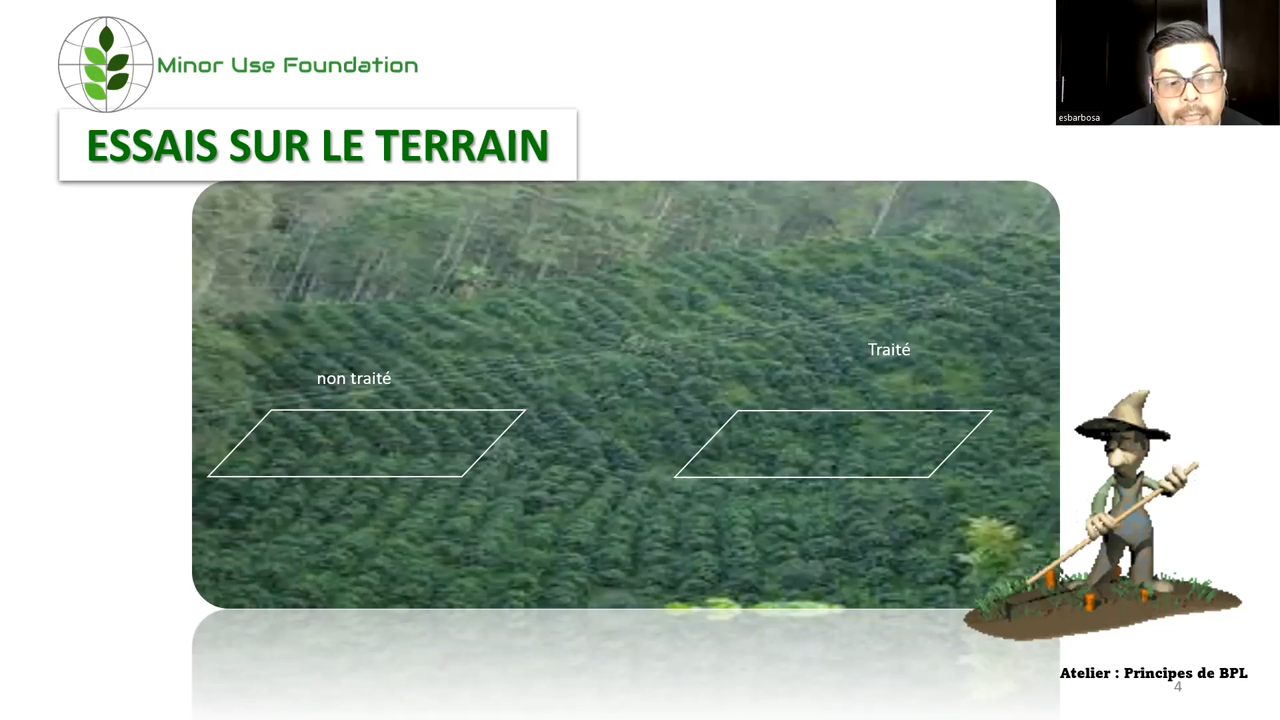 Minor Use Foundation
esbarbosa
ESSAIS SUR LE TERRAIN
Traité
non traité
Atelier : Principes de BPL
4